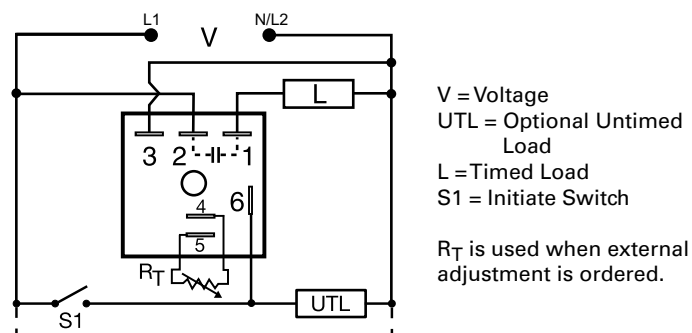 L1 V N/L2
L
3 2 1
6
4
5
RT
S1 UTL
V = Voltage
UTL = Optional Untimed
Load
L = Timed Load
S1 = Initiate Switch
RT is used when external
adjustment is ordered.